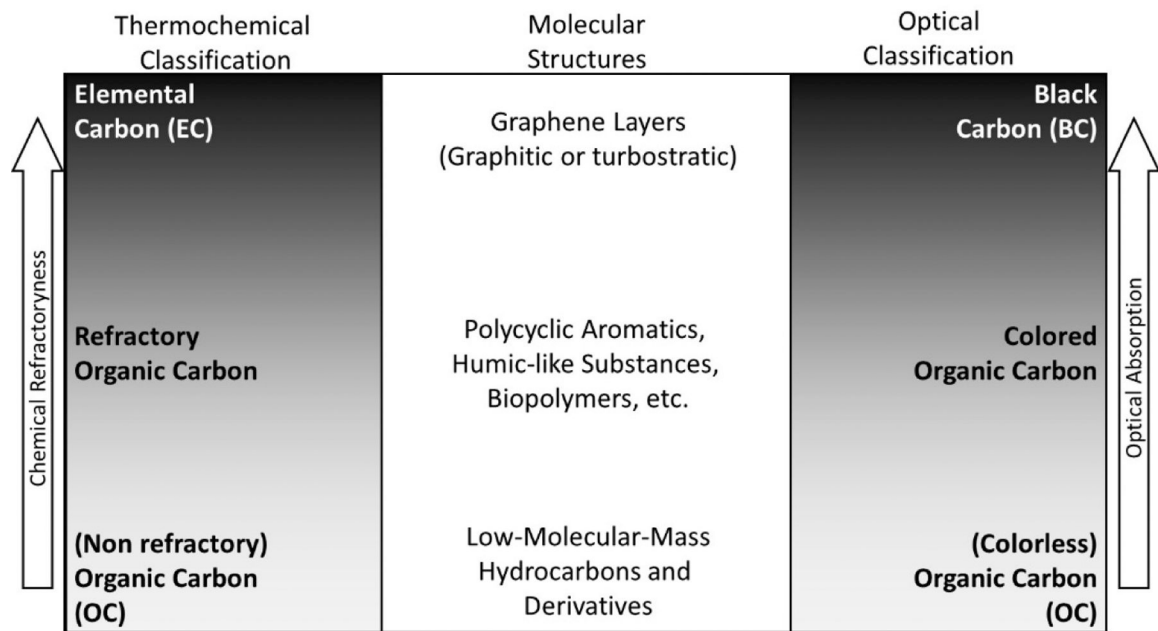 Thermochemical
Classification
Molecular
Structures
Optical
Classification
Elemental
Carbon (EC)
Graphene Layers
(Graphitic or turbostratic)
Black
Carbon (BC)
Chemical Refractoryness
Refractory
Organic Carbon
Polycyclic Aromatics,
Humic-like Substances,
Biopolymers, etc.
Colored
Organic Carbon
Optical Absorption
(Non refractory)
Organic Carbon
(OC)
Low-Molecular-Mass
Hydrocarbons and
Derivatives
(Colorless)
Organic Carbon
(OC)